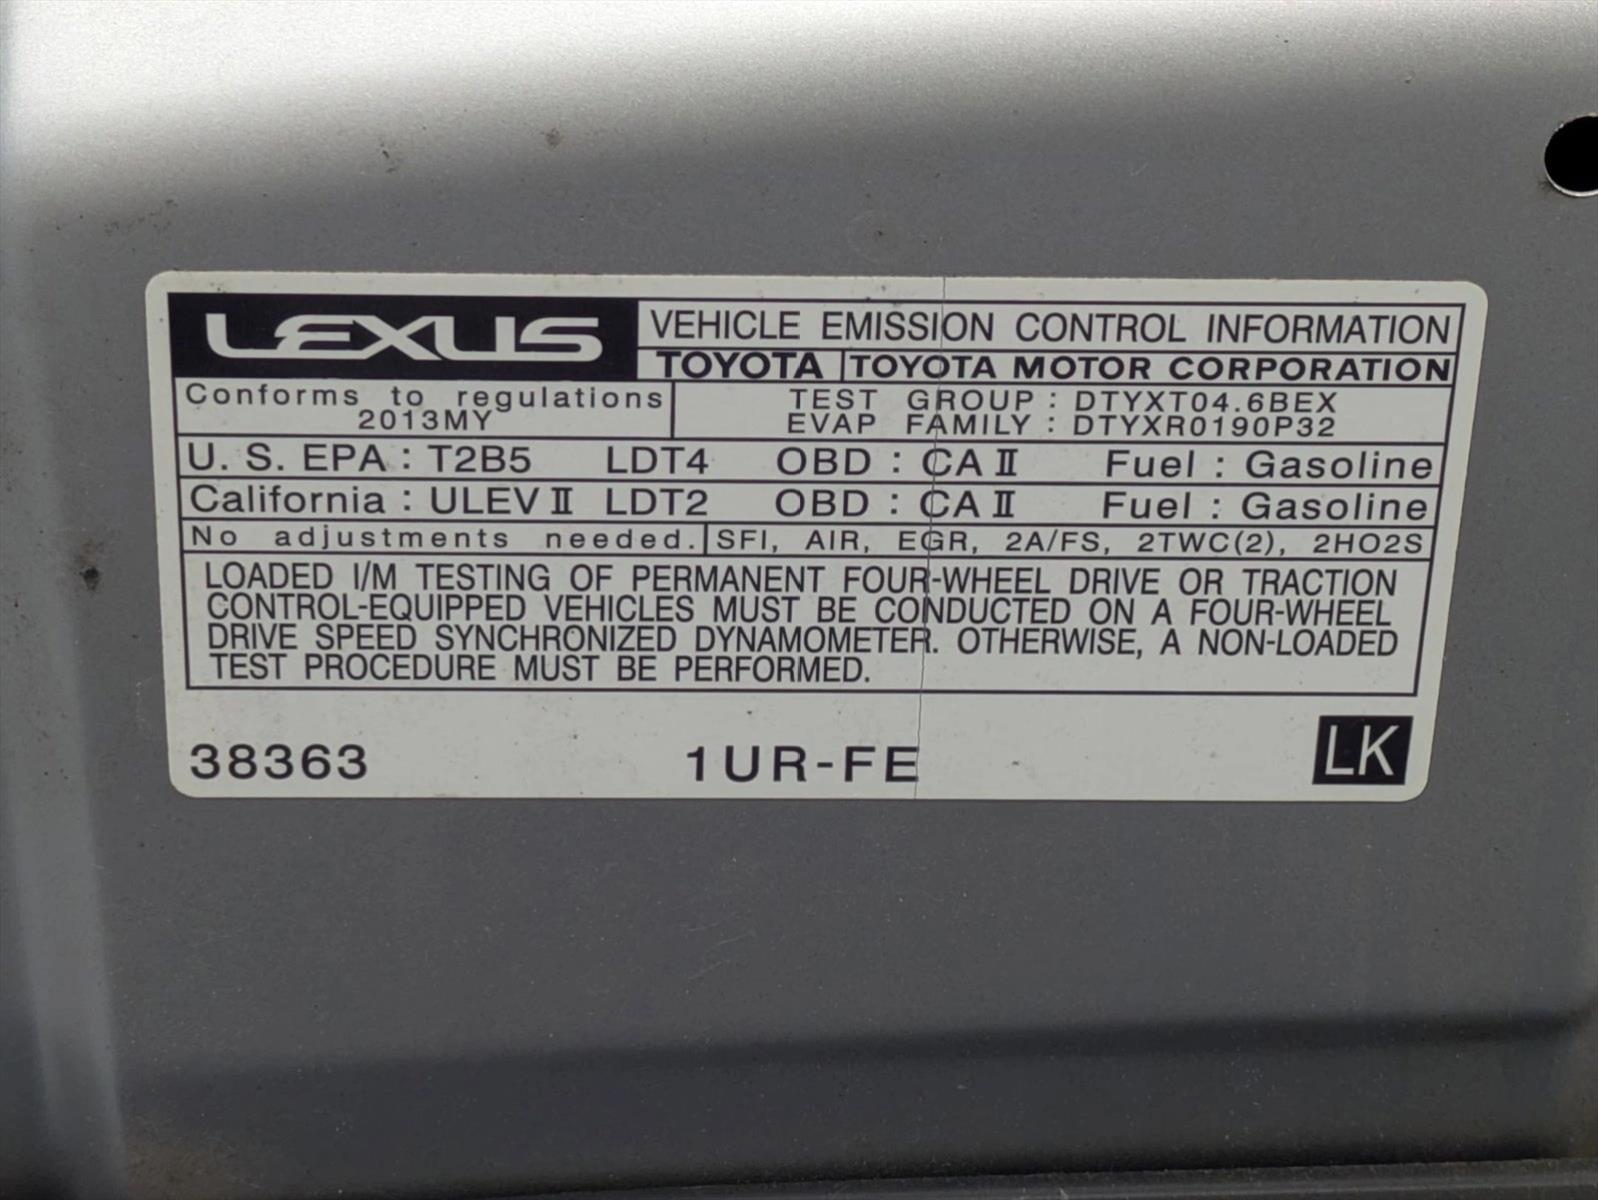 LEXUS VEHICLE EMISSION CONTROL INFORMATION
TOYOTA TOYOTA MOTOR CORPORATION
Conforms to regulations
2013MY
TEST GROUP : DTYXT04.6BEX
EVAP FAMILY : DTYXR0190P32
U. S. EPA : T2B5 LDT4 OBD : CA II Fuel : Gasoline
California : ULEV II LDT2 OBD : CA II Fuel : Gasoline
No adjustments needed. SFI, AIR, EGR, 2A/FS, 2TWC(2), 2HO2S
LOADED I/M TESTING OF PERMANENT FOUR-WHEEL DRIVE OR TRACTION
CONTROL-EQUIPPED VEHICLES MUST BE CONDUCTED ON A FOUR-WHEEL
DRIVE SPEED SYNCHRONIZED DYNAMOMETER. OTHERWISE, A NON-LOADED
TEST PROCEDURE MUST BE PERFORMED.
38363 1UR-FE LK